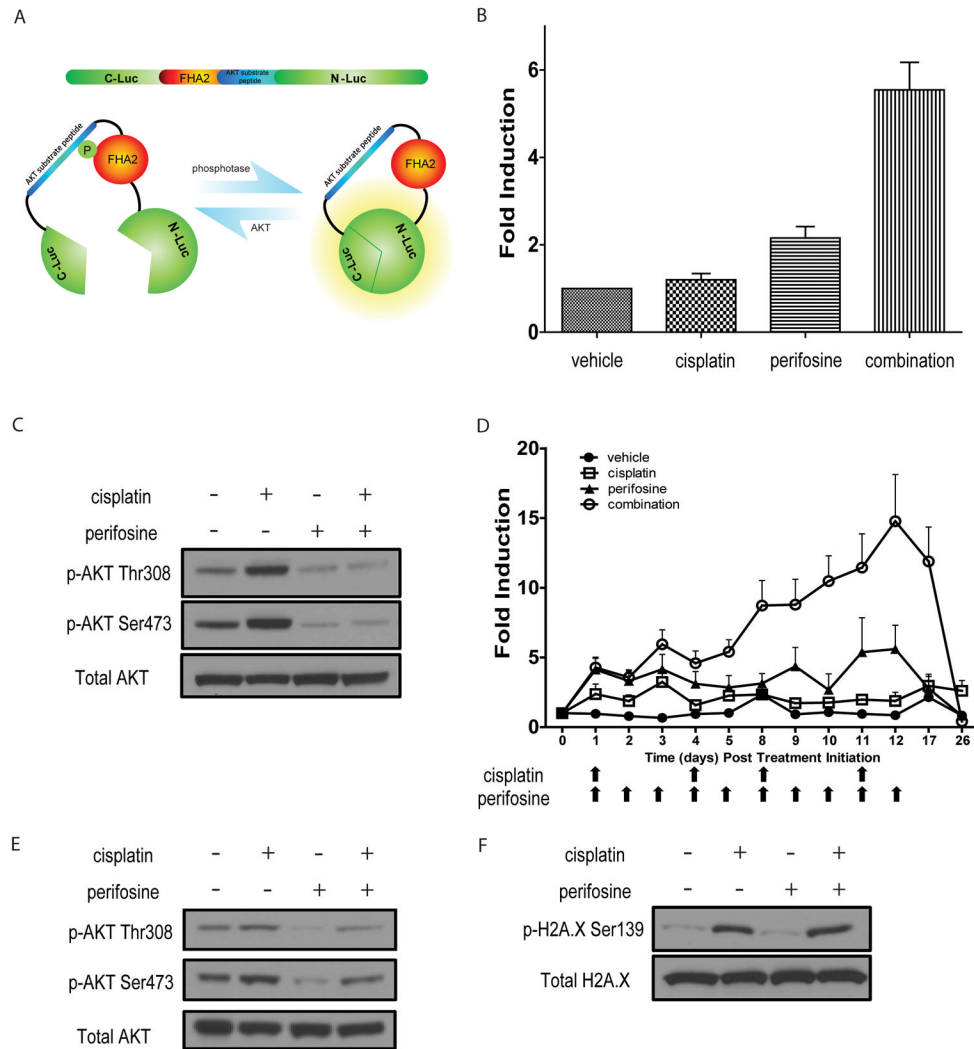 A
C-Luc FHA2 AKT substrate peptide N-Luc
AKT substrate peptide
P
FHA2
C-Luc
N-Luc
phosphotase
AKT
AKT substrate peptide
FHA2
C-Luc
N-Luc
B
Fold Induction
6
4
2
0
vehicle cisplatin perifosine combination
C
cisplatin - + - +
perifosine - - + +
p-AKT Thr308
p-AKT Ser473
Total AKT
D
vehicle
cisplatin
perifosine
combination
Fold Induction
20
15
10
5
0
0 1 2 3 4 5 8 9 10 11 12 17 26
Time (days) Post Treatment Initiation
cisplatin
perifosine
E
cisplatin - + - +
perifosine - - + +
p-AKT Thr308
p-AKT Ser473
Total AKT
F
cisplatin - + - +
perifosine - - + +
p-H2A.X Ser139
Total H2A.X